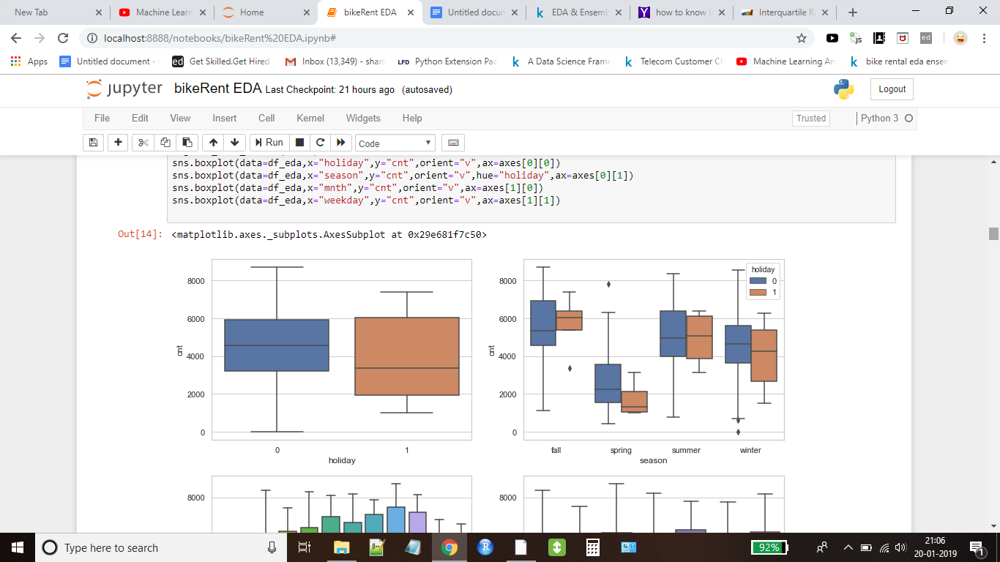 New Tab
Machine Learn
Home
bikeRent EDA
Untitled docun
EDA & Ensemb
how to know i
Interquartile R
localhost:8888/notebooks/bikeRent%20EDA.ipynb#
js
ed
Apps
Untitled document -
ed Get Skilled.Get Hired
Inbox (13,349) - shar
LFD Python Extension Pac
k A Data Science Frame
k Telecom Customer Ch
Machine Learning An
k bike rental eda ensem
jupyter bikeRent EDA Last Checkpoint: 21 hours ago (autosaved)
Logout
File Edit View Insert Cell Kernel Widgets Help
Trusted
Python 3
Run
Code
sns.boxplot(data=df_eda,x="holiday",y="cnt",orient="v",ax=axes[0][0])
sns.boxplot(data=df_eda,x="season",y="cnt",orient="v",hue="holiday",ax=axes[0][1])
sns.boxplot(data=df_eda,x="mnth",y="cnt",orient="v",ax=axes[1][0])
sns.boxplot(data=df_eda,x="weekday",y="cnt",orient="v",ax=axes[1][1])
Out[14]: <matplotlib.axes._subplots.AxesSubplot at 0x29e681f7c50>
8000
6000
4000
2000
0
cnt
0 1
holiday
8000
6000
4000
2000
0
cnt
holiday
0
1
fall spring summer winter
season
8000
8000
Type here to search
92%
21:06
20-01-2019
1